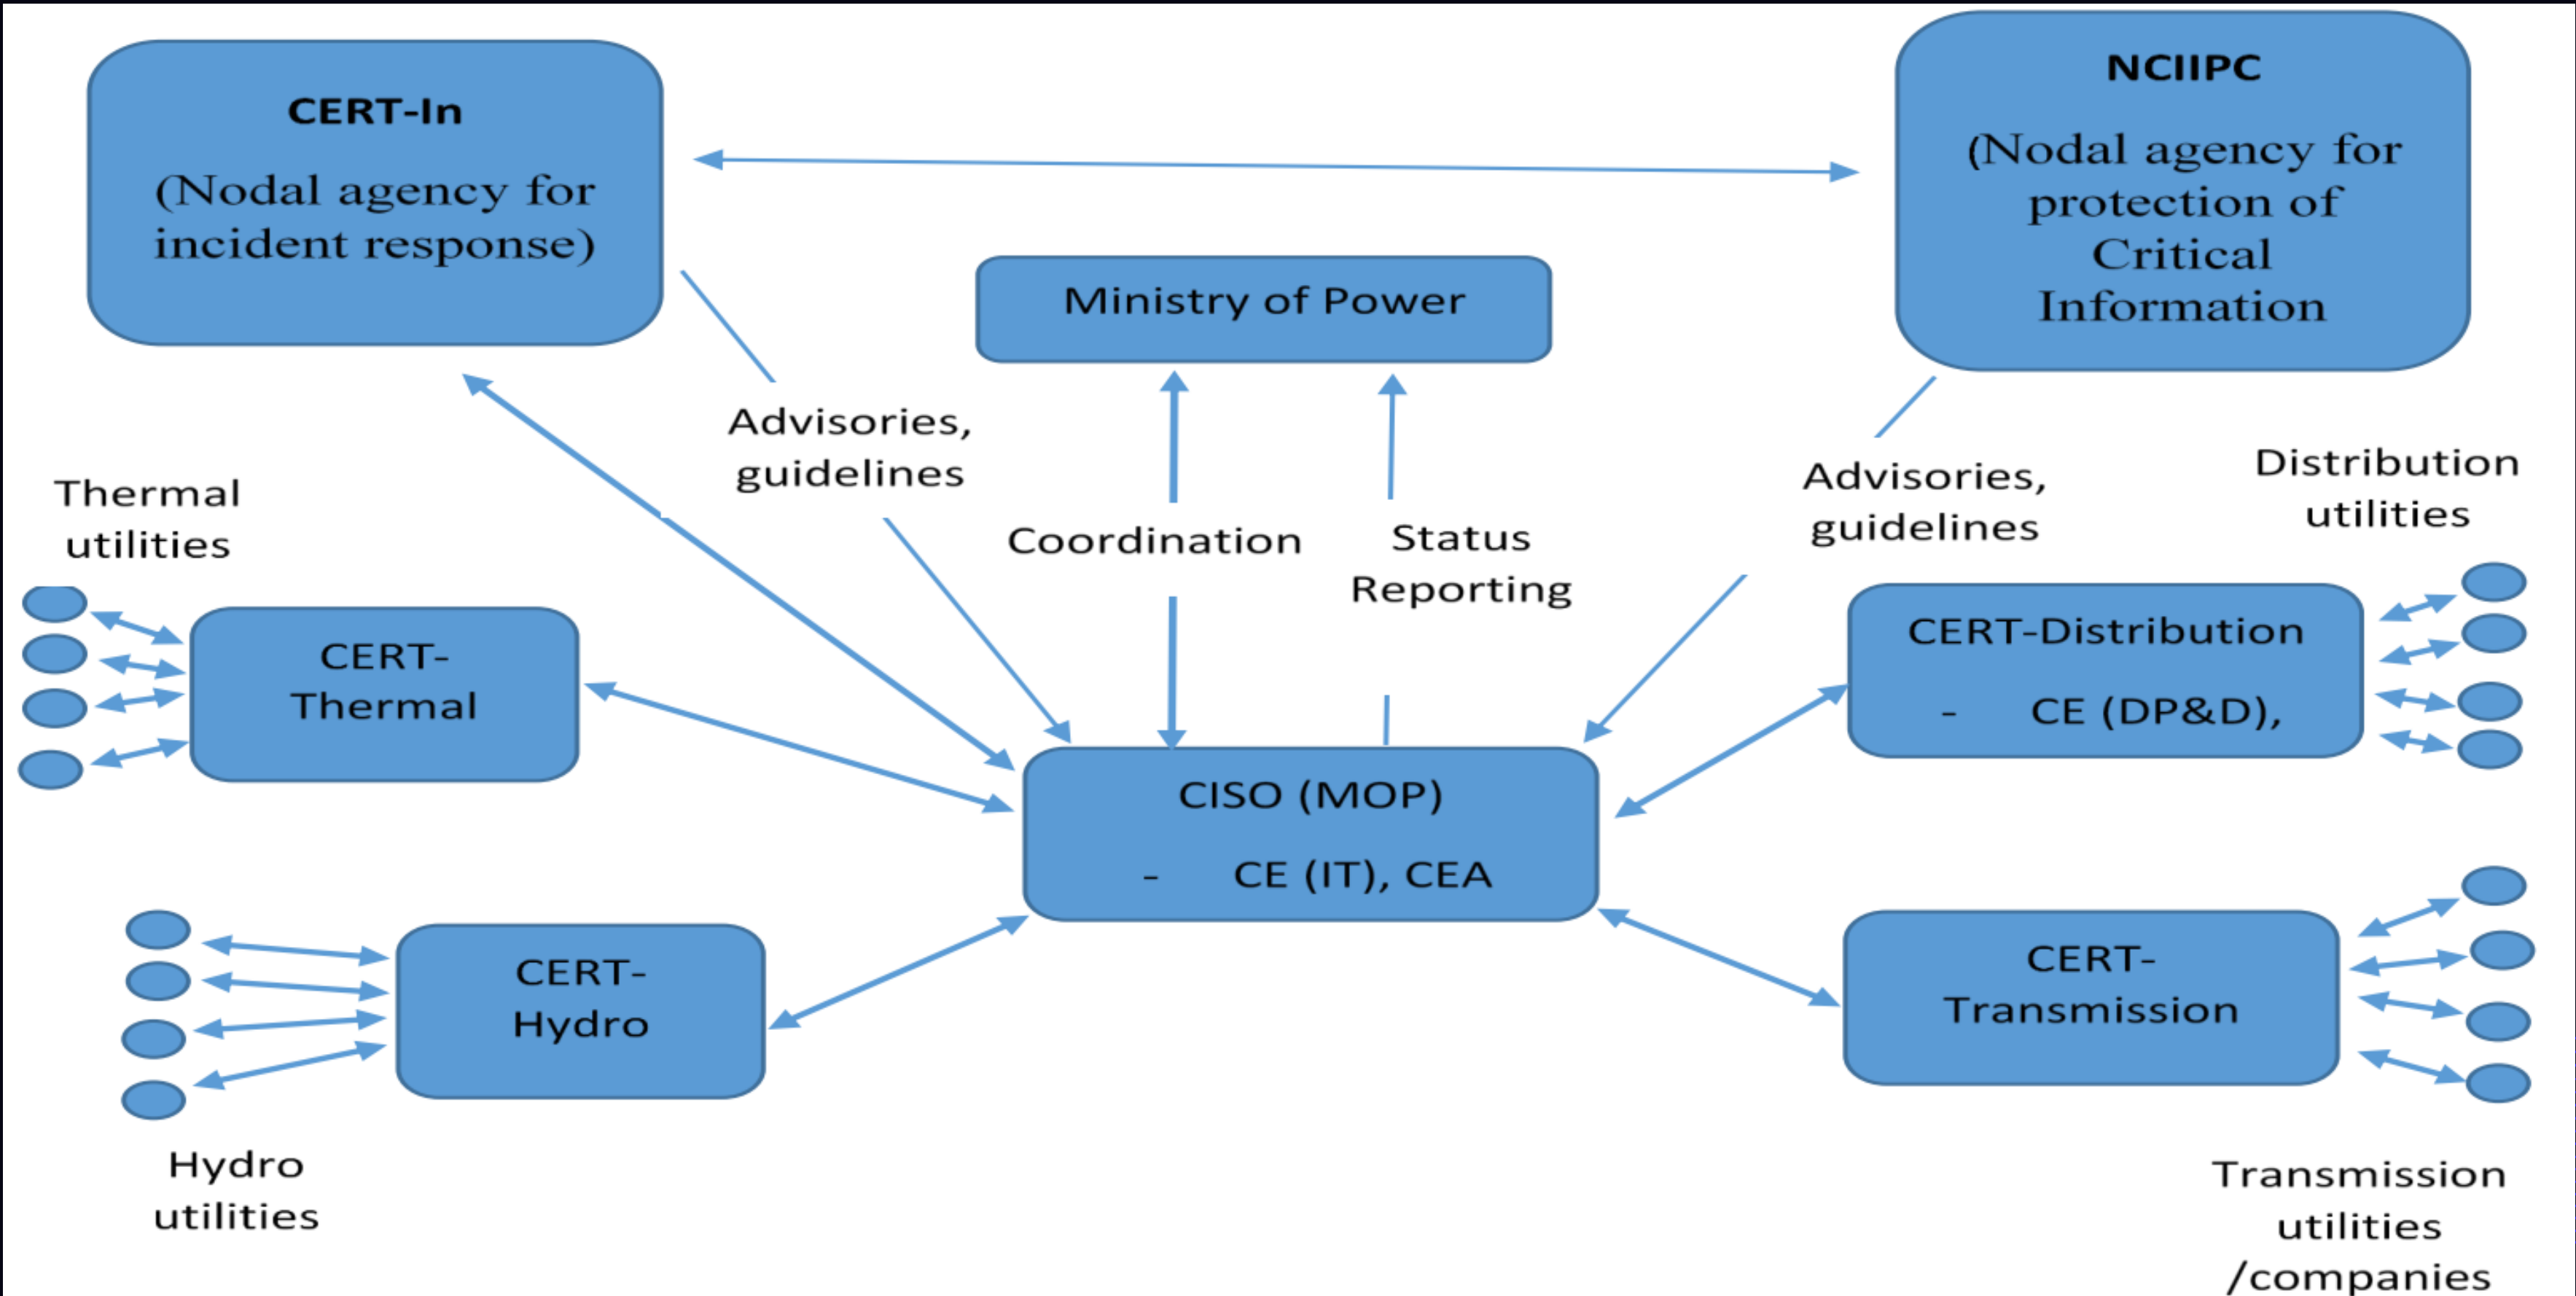 CERT-In
(Nodal agency for
incident response)
NCIIPC
(Nodal agency for
protection of
Critical
Information
Ministry of Power
Advisories,
guidelines
Advisories,
guidelines
Coordination
Status
Reporting
Thermal
utilities
Distribution
utilities
CERT-
Thermal
CERT-Distribution
- CE (DP&D),
CISO (MOP)
- CE (IT), CEA
CERT-
Hydro
CERT-
Transmission
Hydro
utilities
Transmission
utilities
/companies